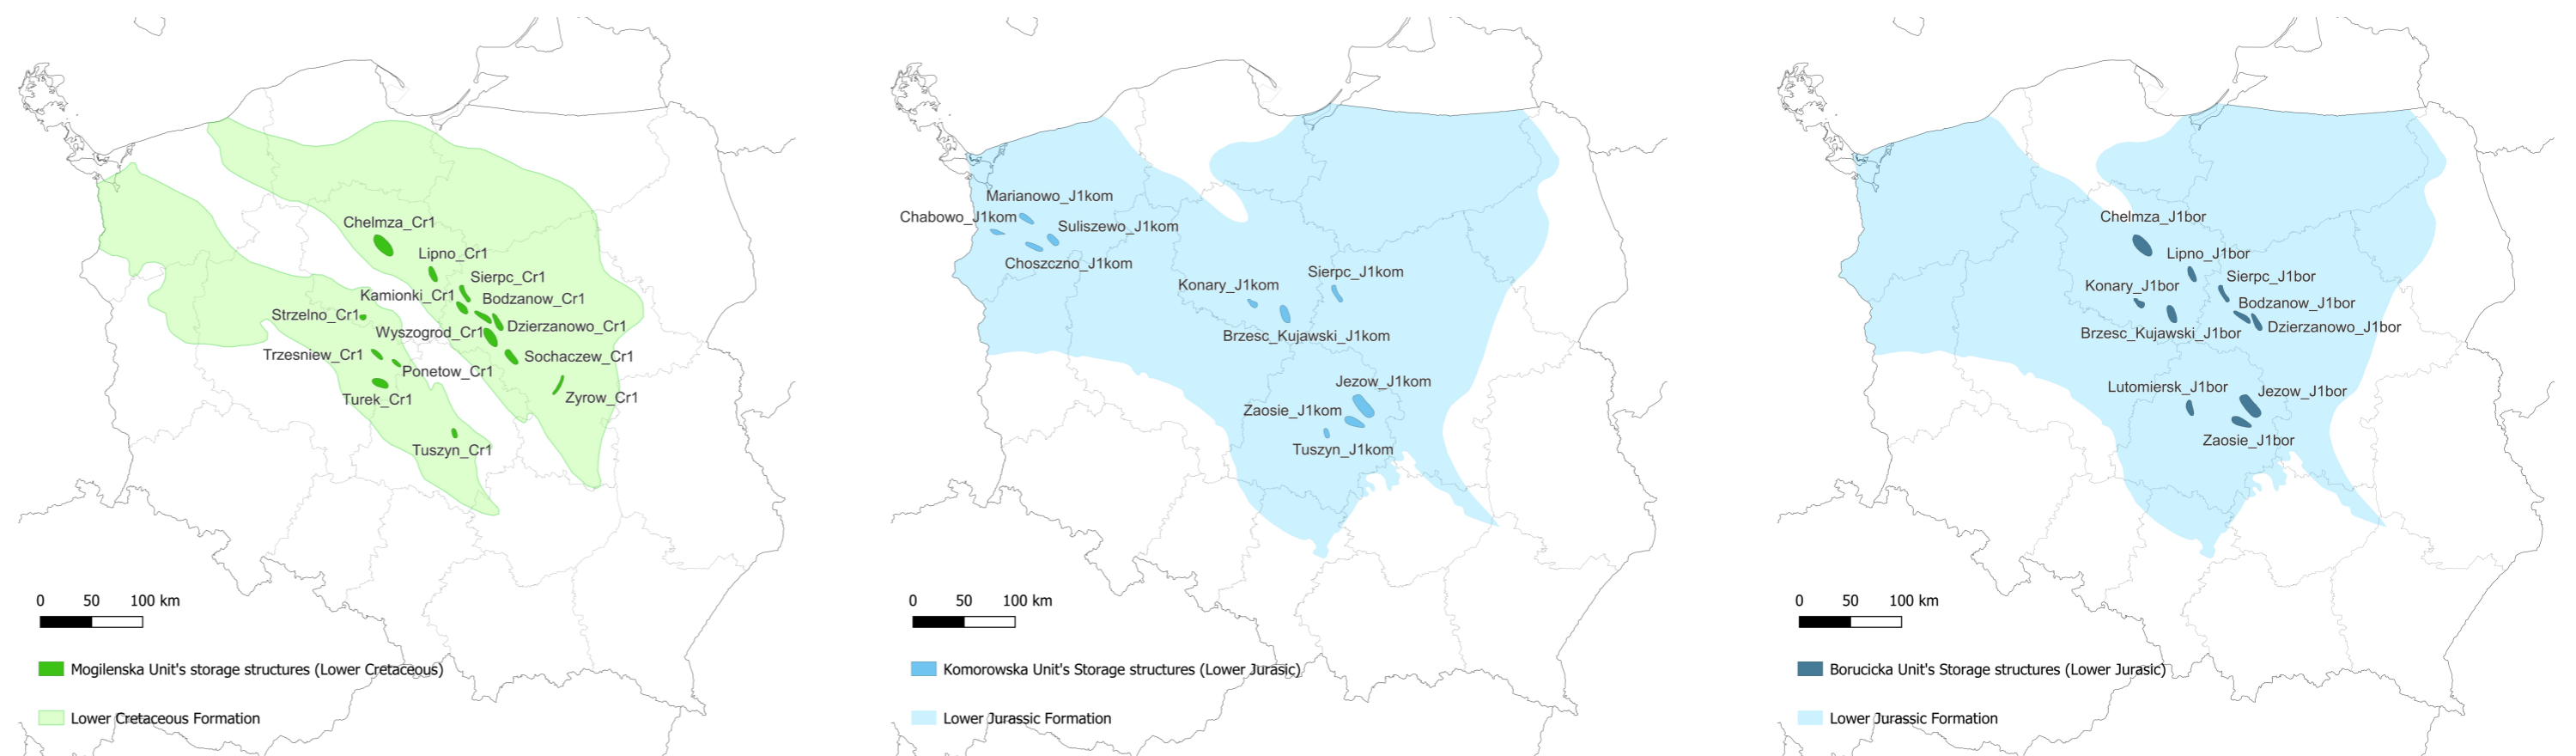 Chelmza_Cr1
Lipno_Cr1
Sierpc_Cr1
Kamionki_Cr1
Bodzanow_Cr1
Strzelno_Cr1
Wyszogrod_Cr1
Dzierzanowo_Cr1
Trzesniew_Cr1
Sochaczew_Cr1
Ponetow_Cr1
Turek_Cr1
Zyrow_Cr1
Tuszyn_Cr1
0 50 100 km
Mogilenska Unit's storage structures (Lower Cretaceous)
Lower Cretaceous Formation
Marianowo_J1kom
Chabowo_J1kom
Suliszewo_J1kom
Choszczno_J1kom
Sierpc_J1kom
Konary_J1kom
Brzesc_Kujawski_J1kom
Jezow_J1kom
Zaosie_J1kom
Tuszyn_J1kom
0 50 100 km
Komorowska Unit's Storage structures (Lower Jurasic)
Lower Jurassic Formation
Chelmza_J1bor
Lipno_J1bor
Sierpc_J1bor
Konary_J1bor
Bodzanow_J1bor
Dzierzanowo_J1bor
Brzesc_Kujawski_J1bor
Lutomiersk_J1bor
Jezow_J1bor
Zaosie_J1bor
0 50 100 km
Borucicka Unit's Storage structures (Lower Jurasic)
Lower Jurassic Formation